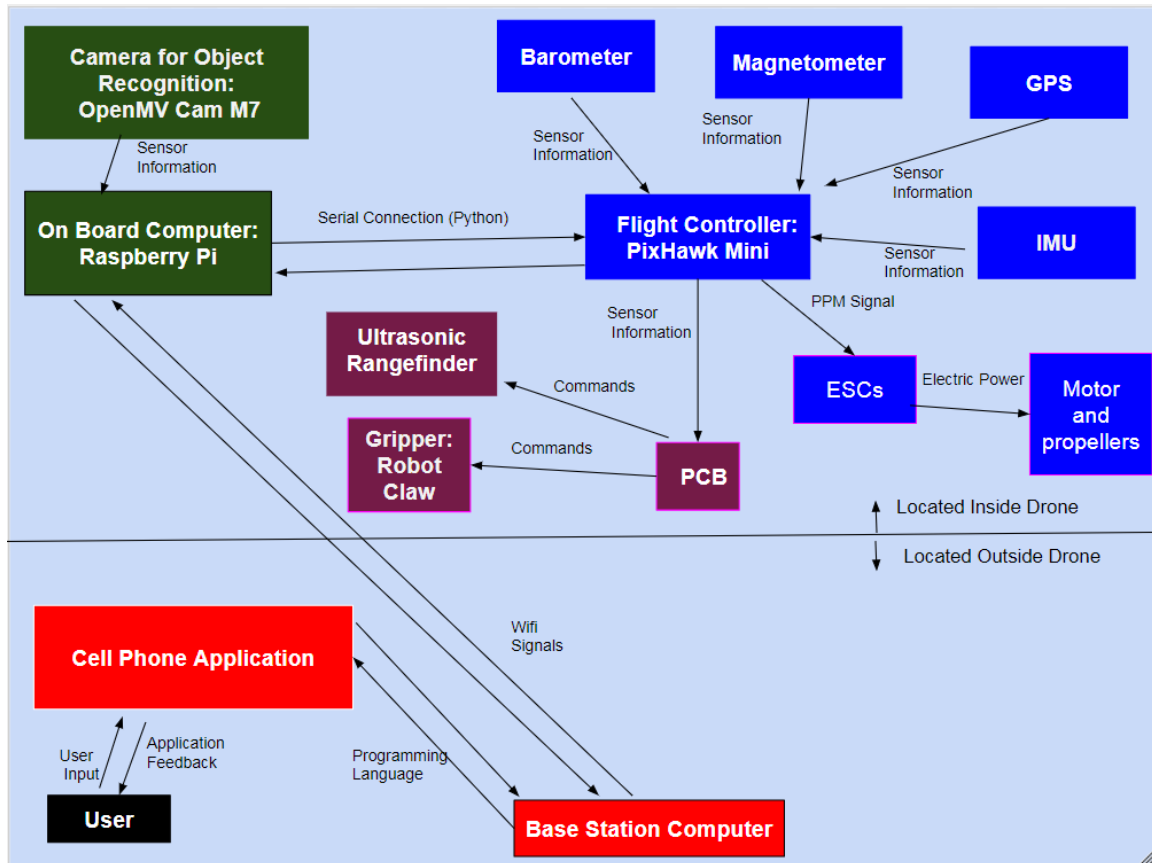 Camera for Object
Recognition:
OpenMV Cam M7
Barometer
Magnetometer
GPS
Sensor
Information
Sensor
Information
Sensor
Information
Sensor
Information
On Board Computer:
Raspberry Pi
Serial Connection (Python)
Flight Controller:
PixHawk Mini
IMU
Sensor
Information
Sensor
Information
PPM Signal
Ultrasonic
Rangefinder
Commands
ESCs
Electric Power
Motor
and
propellers
Gripper:
Robot
Claw
Commands
PCB
Located Inside Drone
Located Outside Drone
Cell Phone Application
Wifi
Signals
User
Input
Application
Feedback
Programming
Language
User
Base Station Computer